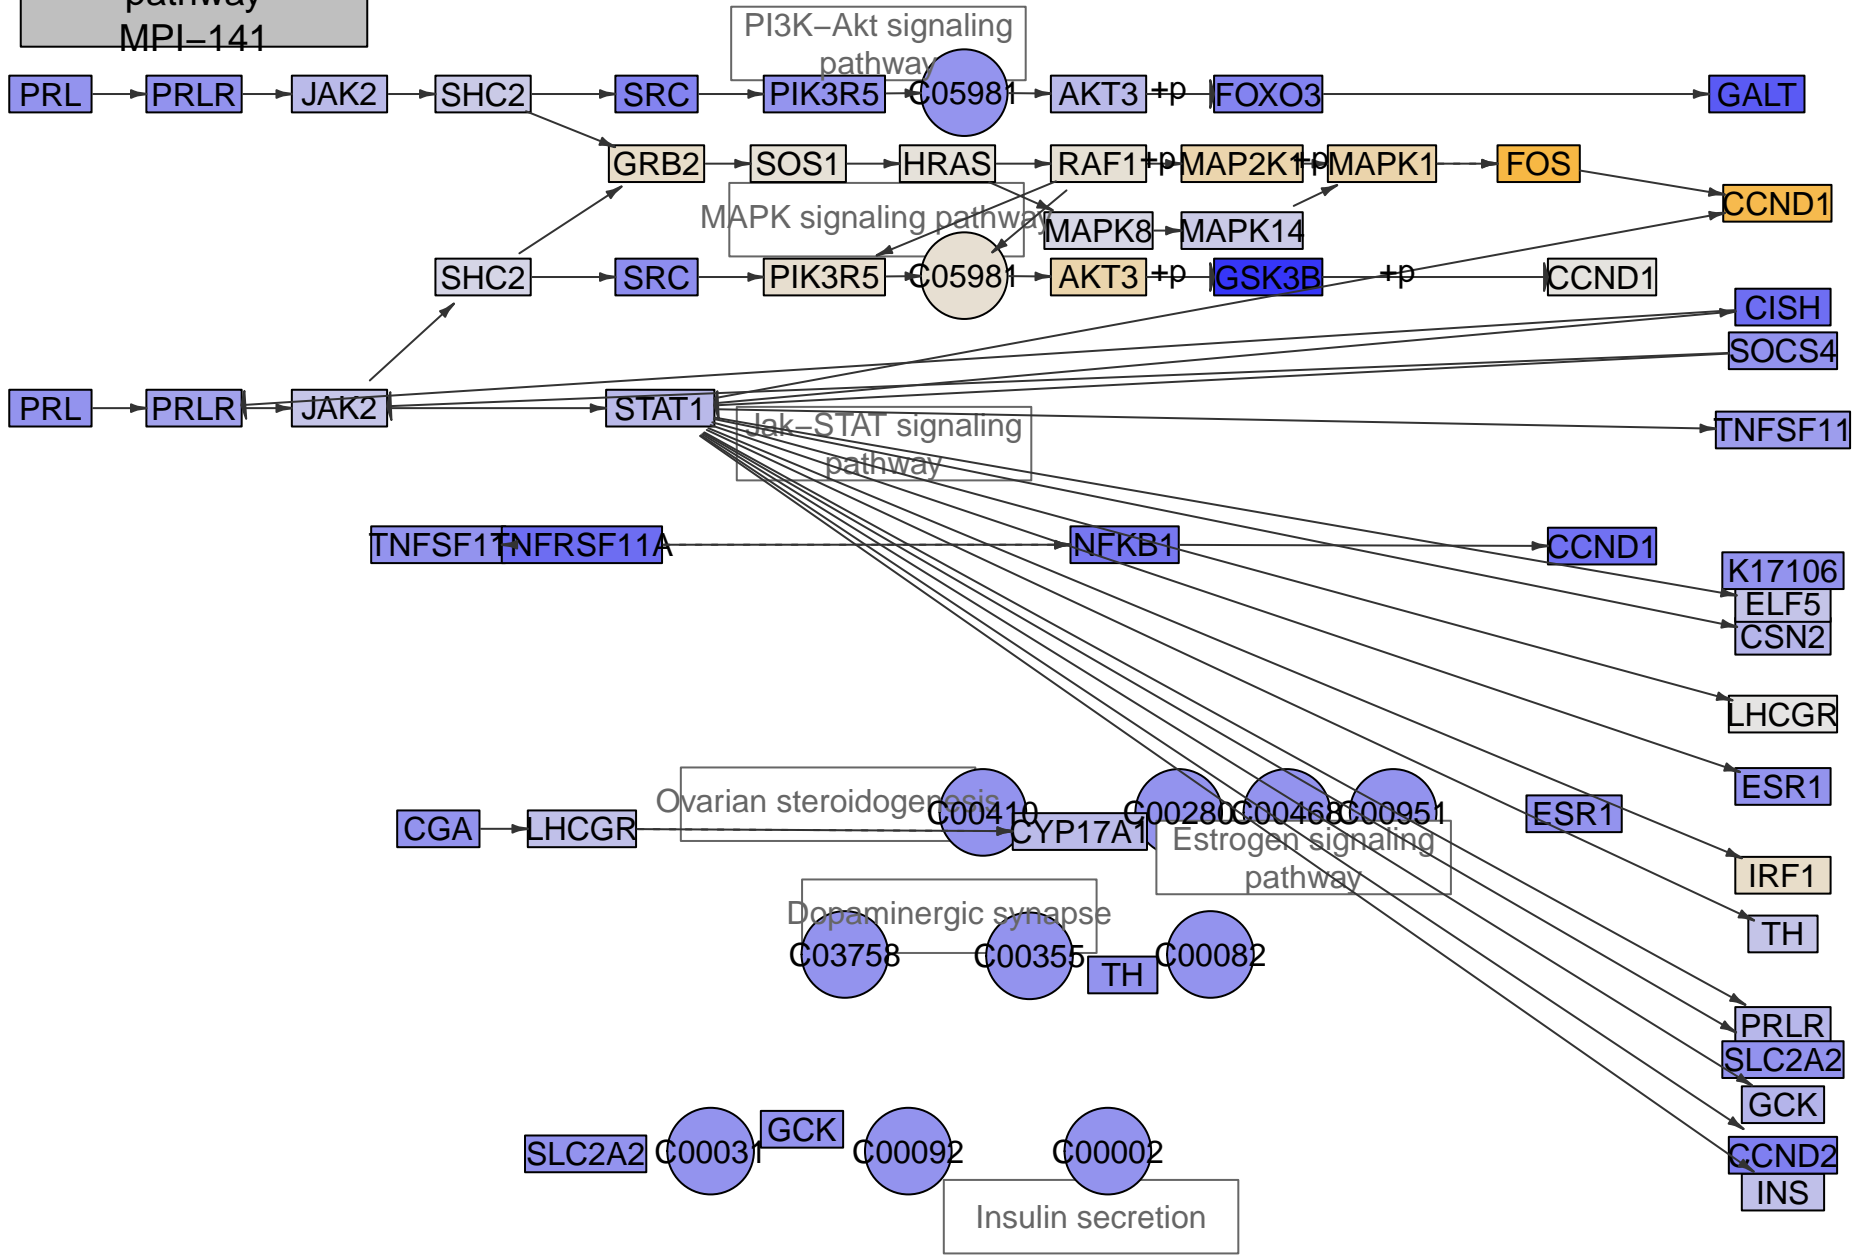 pathway
MPI–141
PI3K–Akt signaling
pathway
PRL
PRLR
JAK2
SHC2
SRC
PIK3R5
C05981
AKT3
+p
FOXO3
GALT
GRB2
SOS1
HRAS
RAF1
+p
MAP2K1
+p
MAPK1
FOS
CCND1
MAPK signaling pathway
MAPK8
MAPK14
SHC2
SRC
PIK3R5
C05981
AKT3
+p
GSK3B
+p
CCND1
CISH
SOCS4
PRL
PRLR
JAK2
STAT1
Jak–STAT signaling
pathway
TNFSF11
TNFSF11
TNFRSF11A
NFKB1
CCND1
K17106
ELF5
CSN2
LHCGR
ESR1
Ovarian steroidogenesis
C00410
C00280
C00468
C00951
ESR1
CGA
LHCGR
CYP17A1
Estrogen signaling
pathway
IRF1
Dopaminergic synapse
TH
C03758
C00355
TH
C00082
PRLR
SLC2A2
GCK
GCK
SLC2A2
C00031
C00092
C00002
CCND2
INS
Insulin secretion